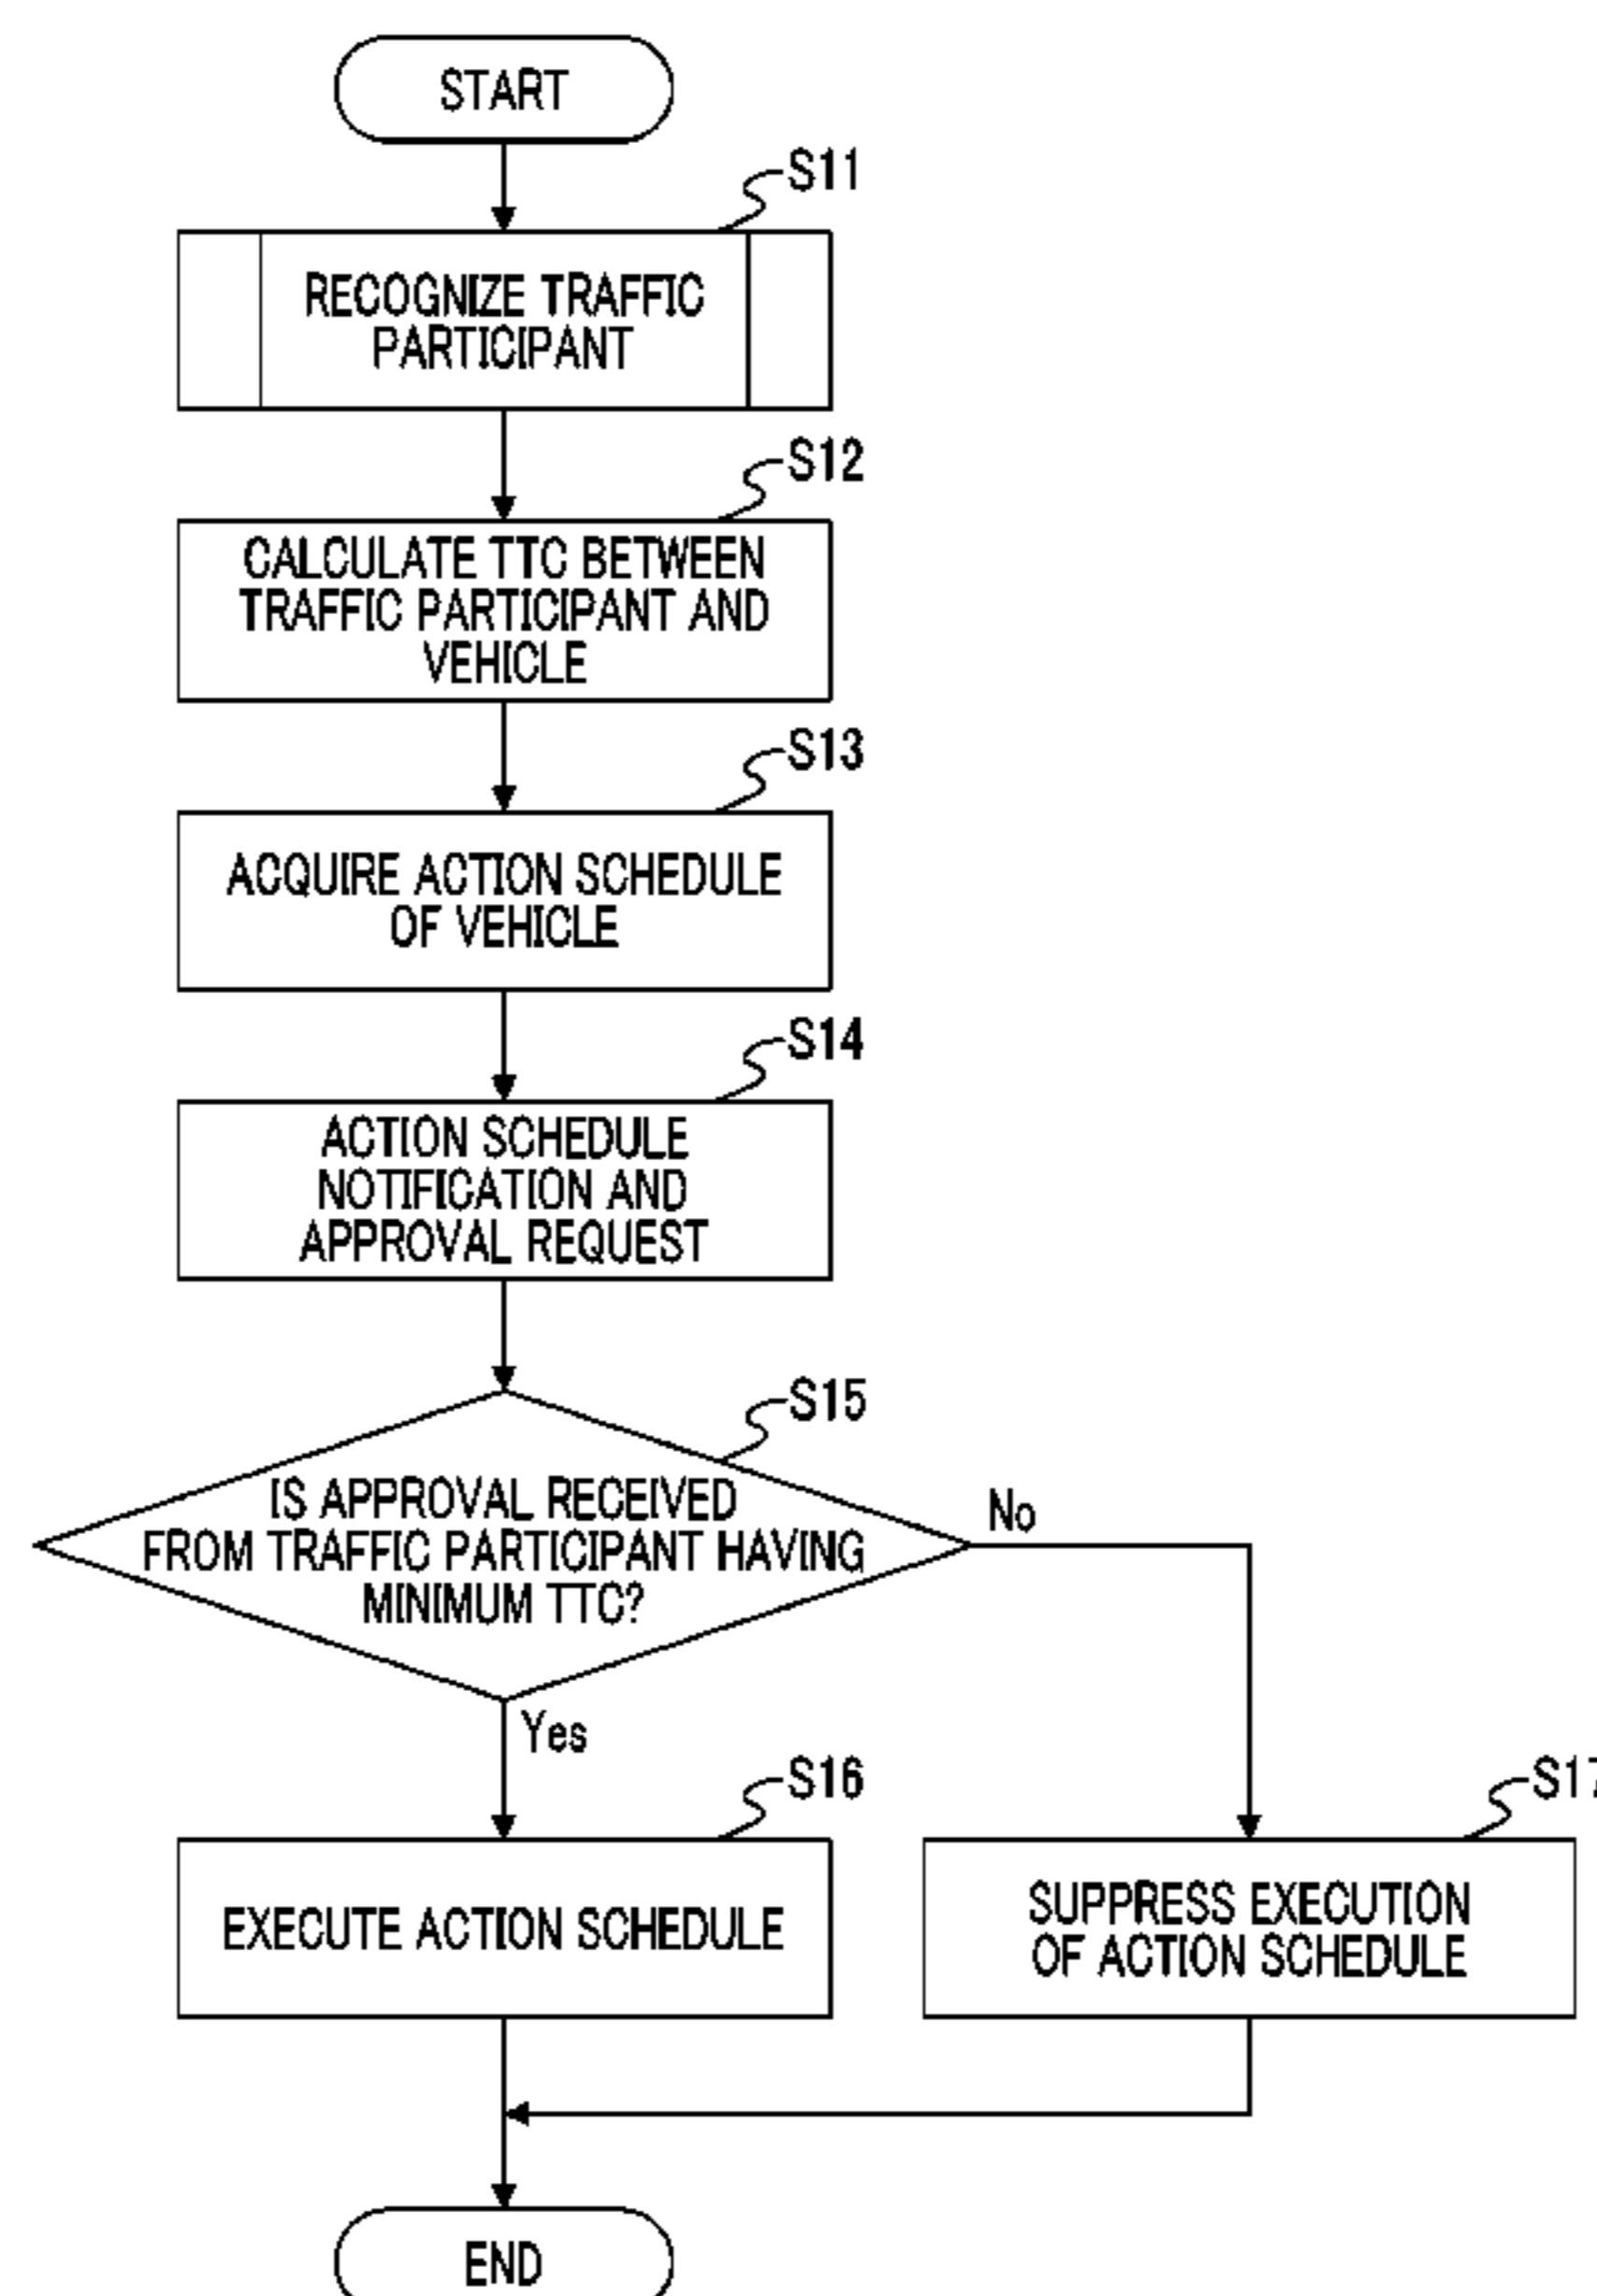 START
S11
RECOGNIZE TRAFFIC
PARTICIPANT
S12
CALCULATE TTC BETWEEN
TRAFFIC PARTICIPANT AND
VEHICLE
S13
ACQUIRE ACTION SCHEDULE
OF VEHICLE
S14
ACTION SCHEDULE
NOTIFICATION AND
APPROVAL REQUEST
S15
IS APPROVAL RECEIVED
FROM TRAFFIC PARTICIPANT HAVING
MINIMUM TTC?
No
Yes
S16
EXECUTE ACTION SCHEDULE
S17
SUPPRESS EXECUTION
OF ACTION SCHEDULE
END